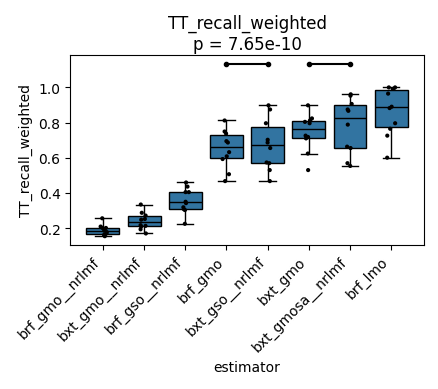 TT_recall_weighted
p = 7.65e-10
TT_recall_weighted
1.0
0.8
0.6
0.4
0.2
brf_gmo__nrlmf
bxt_gmo__nrlmf
brf_gso__nrlmf
brf_gmo
bxt_gso__nrlmf
bxt_gmo
bxt_gmosa__nrlmf
brf_lmo
estimator